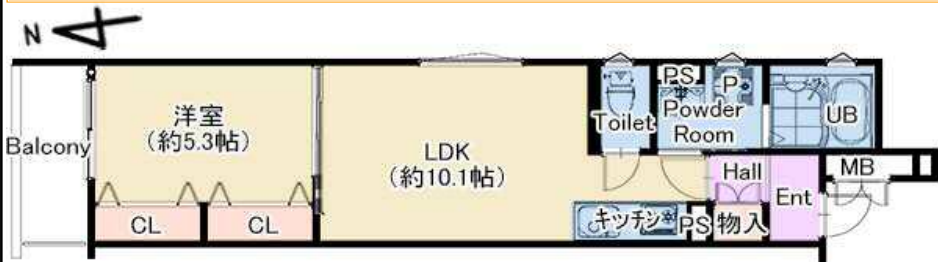 N
Balcony
洋室
(約5.3帖)
CL
CL
LDK
(約10.1帖)
Toilet
PS
P
Powder
Room
UB
Hall
Ent
MB
キッチン
PS
物入